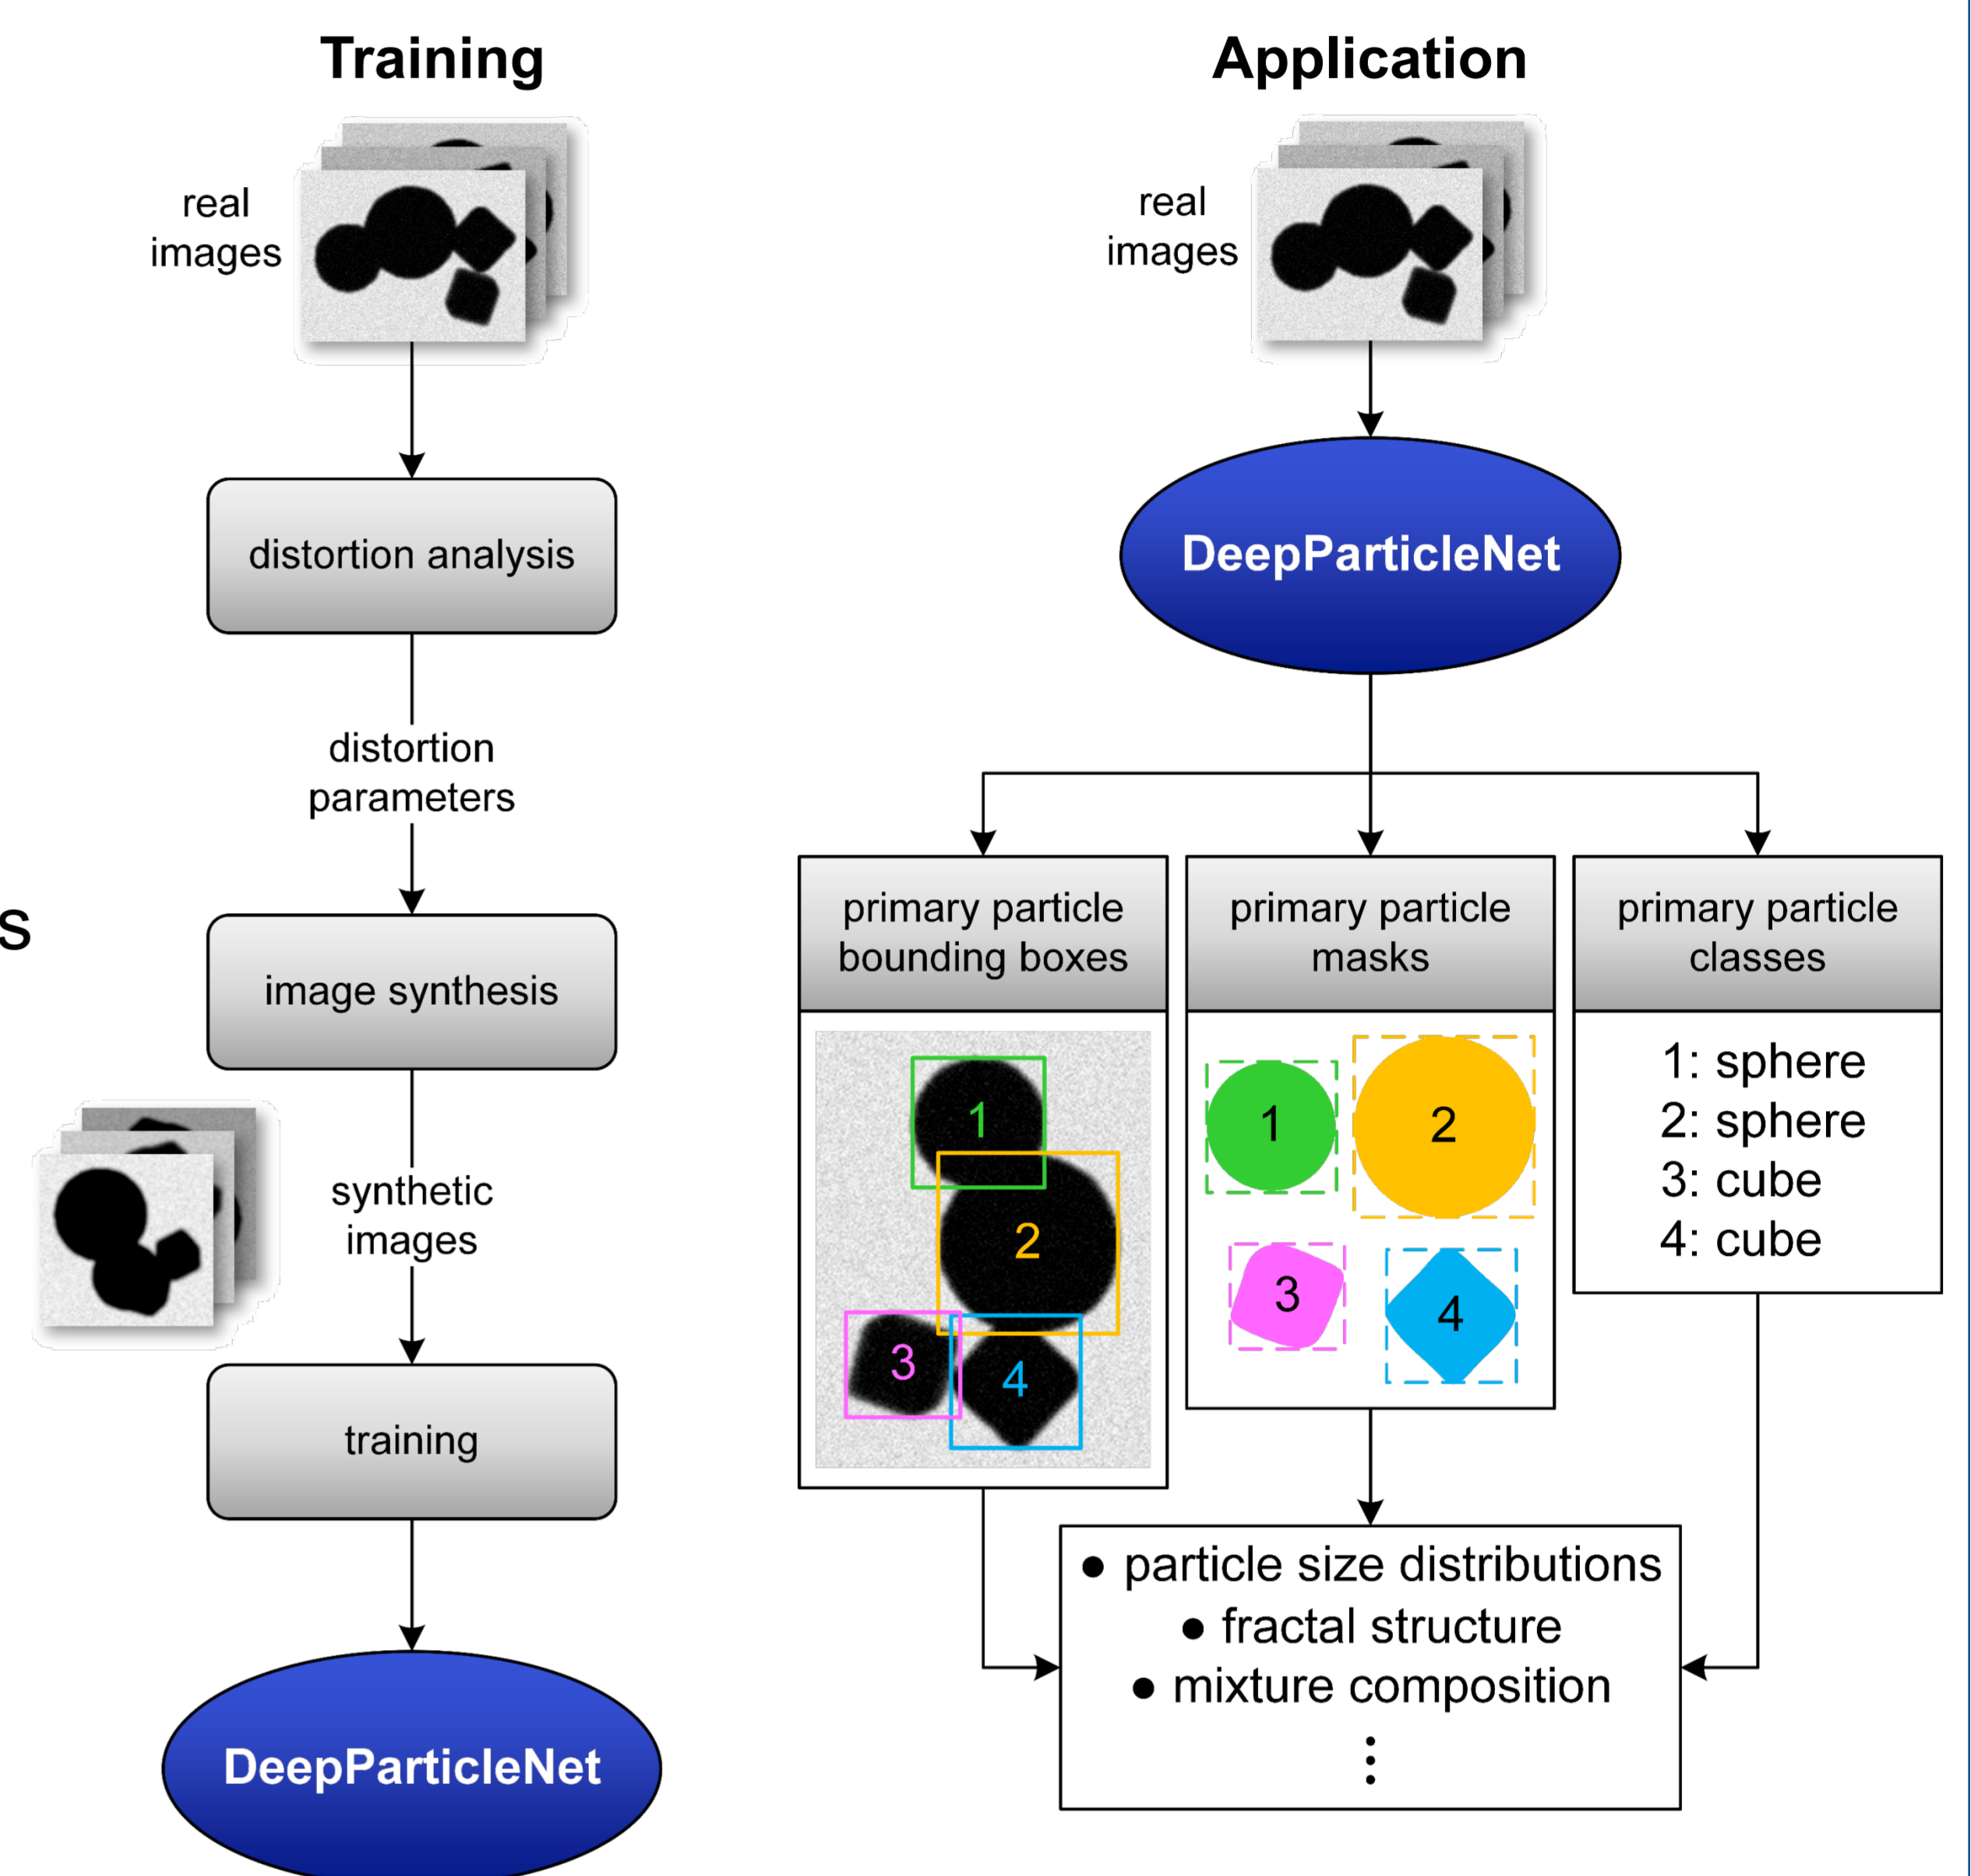 Training
real
images
distortion analysis
distortion
parameters
S
image synthesis
synthetic
images
training
DeepParticleNet
Application
real
images
DeepParticleNet
primary particle
bounding boxes
1
2
3
4
primary particle
masks
1
2
3
4
primary particle
classes
1: sphere
2: sphere
3: cube
4: cube
● particle size distributions
● fractal structure
● mixture composition
⋮